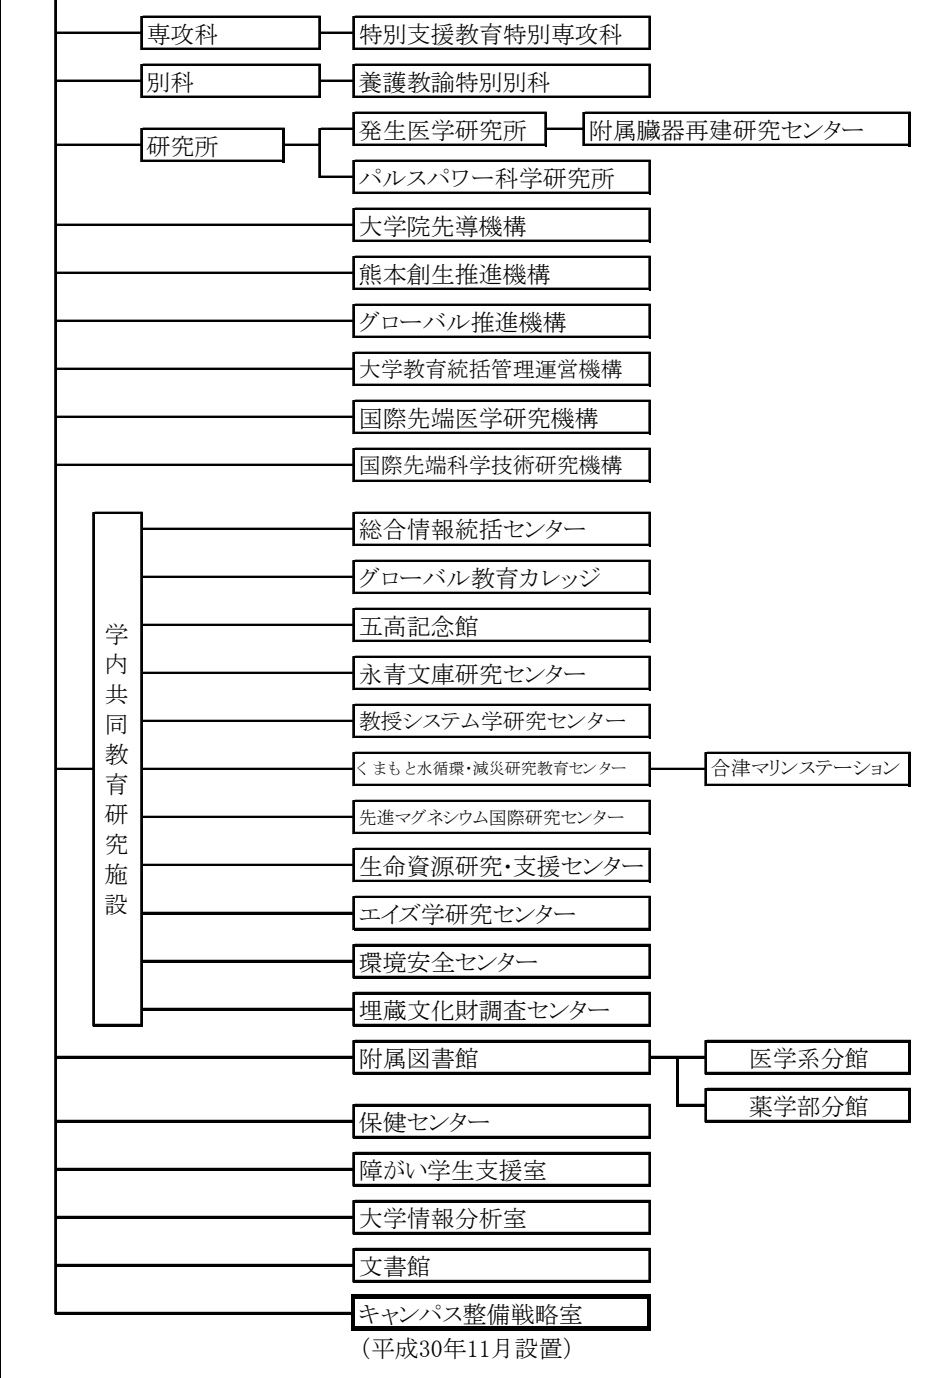 専攻科
特別支援教育特別専攻科
別科
養護教諭特別別科
研究所
発生医学研究所
附属臓器再建研究センター
パルスパワー科学研究所
大学院先導機構
熊本創生推進機構
グローバル推進機構
大学教育統括管理運営機構
国際先端医学研究機構
国際先端科学技術研究機構
学内共同教育研究施設
総合情報統括センター
グローバル教育カレッジ
五高記念館
永青文庫研究センター
教授システム学研究センター
くまもと水循環・減災研究教育センター
合津マリンステーション
先進マグネシウム国際研究センター
生命資源研究・支援センター
エイズ学研究センター
環境安全センター
埋蔵文化財調査センター
附属図書館
医学系分館
薬学部分館
保健センター
障がい学生支援室
大学情報分析室
文書館
キャンパス整備戦略室
（平成30年11月設置）